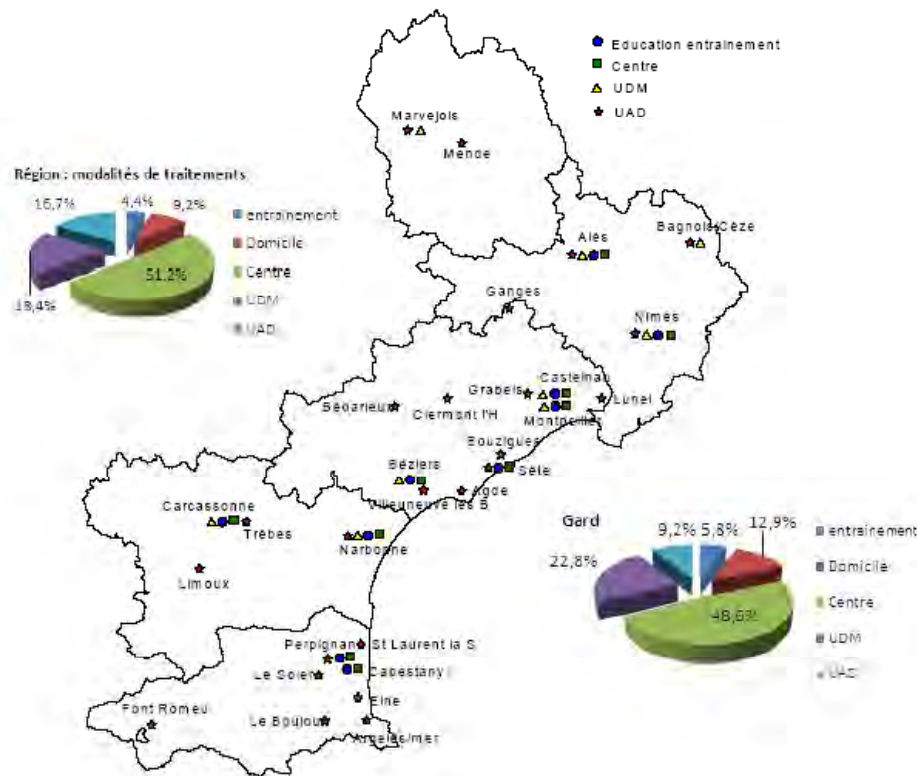 Education entrainement
Centre
UDM
UAD
Marvejols
Mende
Région : modalités de traitements
16,7%
4,4%
9,2%
51,2%
18,4%
entrainement
Domicile
Centre
UDM
UAD
Alès
Bagnols/Cèze
Ganges
Nimes
Castelnau
Grabels
Lunel
Bédarieux
Clermont l'H
Montpellier
Bouzigues
Sète
Béziers
Agde
Villeuneuve les B
Carcassonne
Trèbes
Narbonne
Limoux
Gard
9,2%
5,8%
12,9%
22,8%
48,6%
entrainement
Domicile
Centre
UDM
UAD
Perpignan
St Laurent la S
Cabestany
Le Soler
Elne
Font Romeu
Le Boulou
Argelès/mer